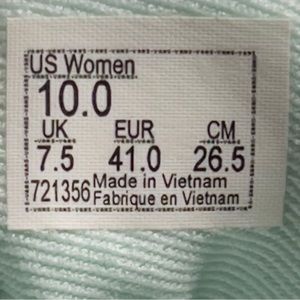 US Women
10.0
UK EUR CM
7.5 41.0 26.5
721356 Made in Vietnam
Fabrique en Vietnam